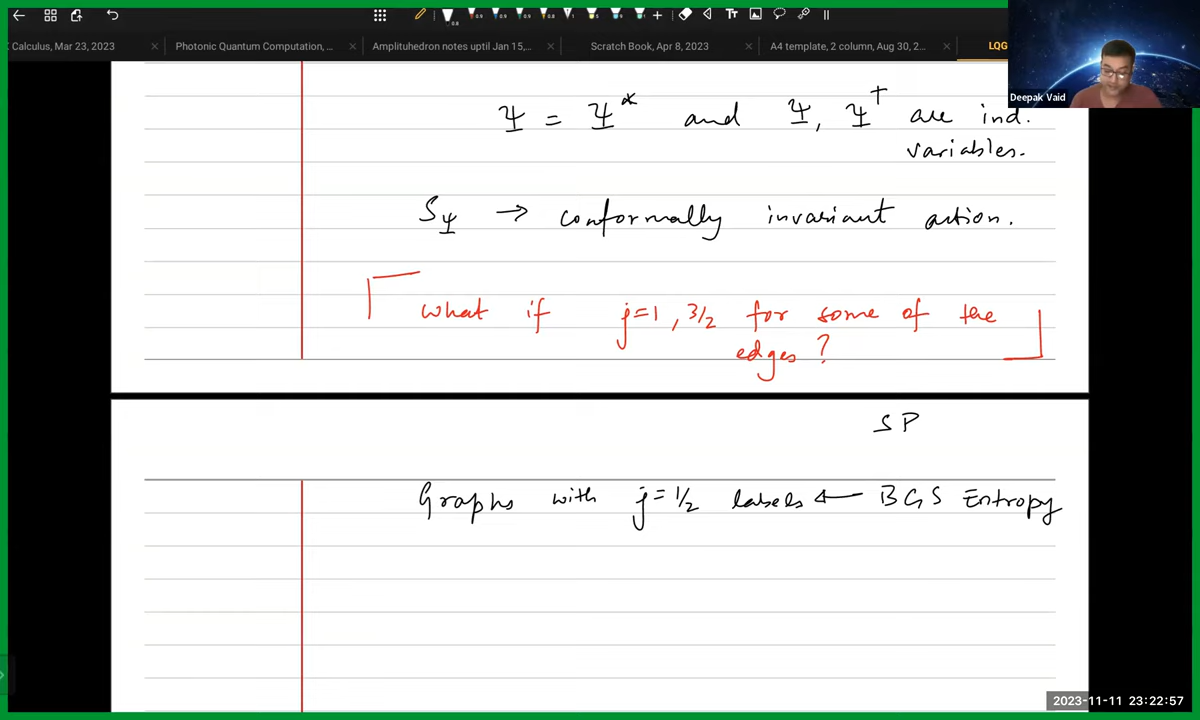 Calculus, Mar 23, 2023 × Photonic Quantum Computation, ... × Amplituhedron notes uptil Jan 15,... × Scratch Book, Apr 8, 2023 × A4 template, 2 column, Aug 30, 2... × LQG
Deepak Vaid
Ψ = Ψ* and Ψ, Ψ† are ind.
variables.
S_Ψ → conformally invariant action.
What if j=1, 3/2 for some of the
edges?
SP
Graphs with j=1/2 labels ← BGS Entropy
2023-11-11 23:22:57